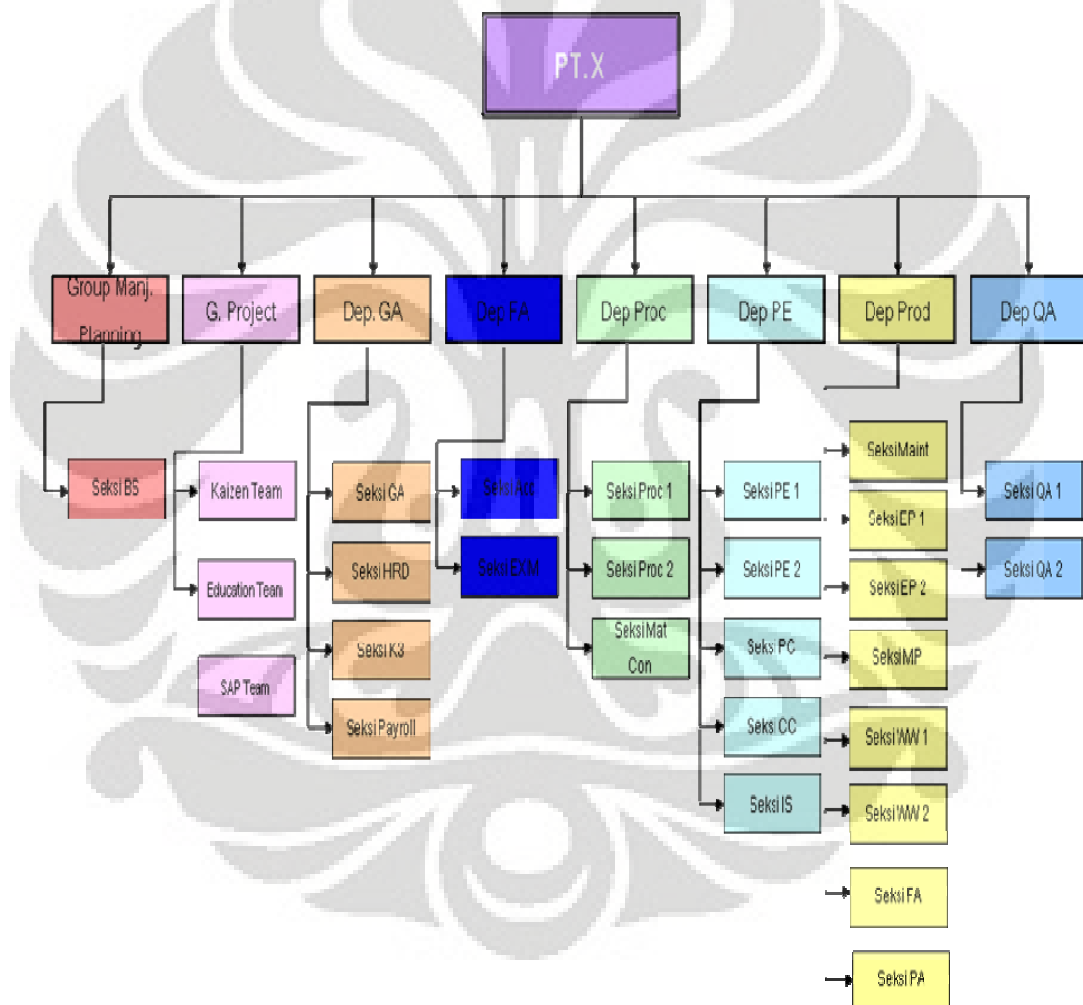 PT.X
Group Manj.
Planning
G. Project
Dep. GA
Dep FA
Dep Proc
Dep PE
Dep Prod
Dep QA
Seksi BS
Kaizen Team
Education Team
SAP Team
Seksi GA
Seksi HRD
Seksi K3
Seksi Payroll
Seksi Acc
Seksi EXM
Seksi Proc 1
Seksi Proc 2
Seksi Mat
Con
Seksi PE 1
Seksi PE 2
Seksi PC
Seksi CC
Seksi IS
Seksi Maint
Seksi EP 1
Seksi EP 2
Seksi MP
Seksi WW 1
Seksi WW 2
Seksi FA
Seksi PA
Seksi QA 1
Seksi QA 2